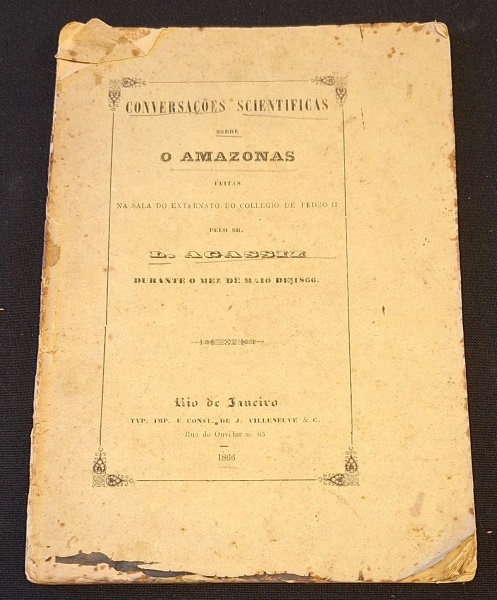 CONVERSAÇÕES SCIENTIFICAS
SOBRE
O AMAZONAS
FEITAS
NA SALA DO EXTERNATO DO COLLEGIO DE PEDRO II
PELO SR.
L. AGASSIZ
DURANTE O MEZ DE MAIO DE 1866.
Rio de Janeiro
TYP. IMP. E CONST. DE J. VILLENEUVE & C.
Rua do Ouvidor n. 65
1866